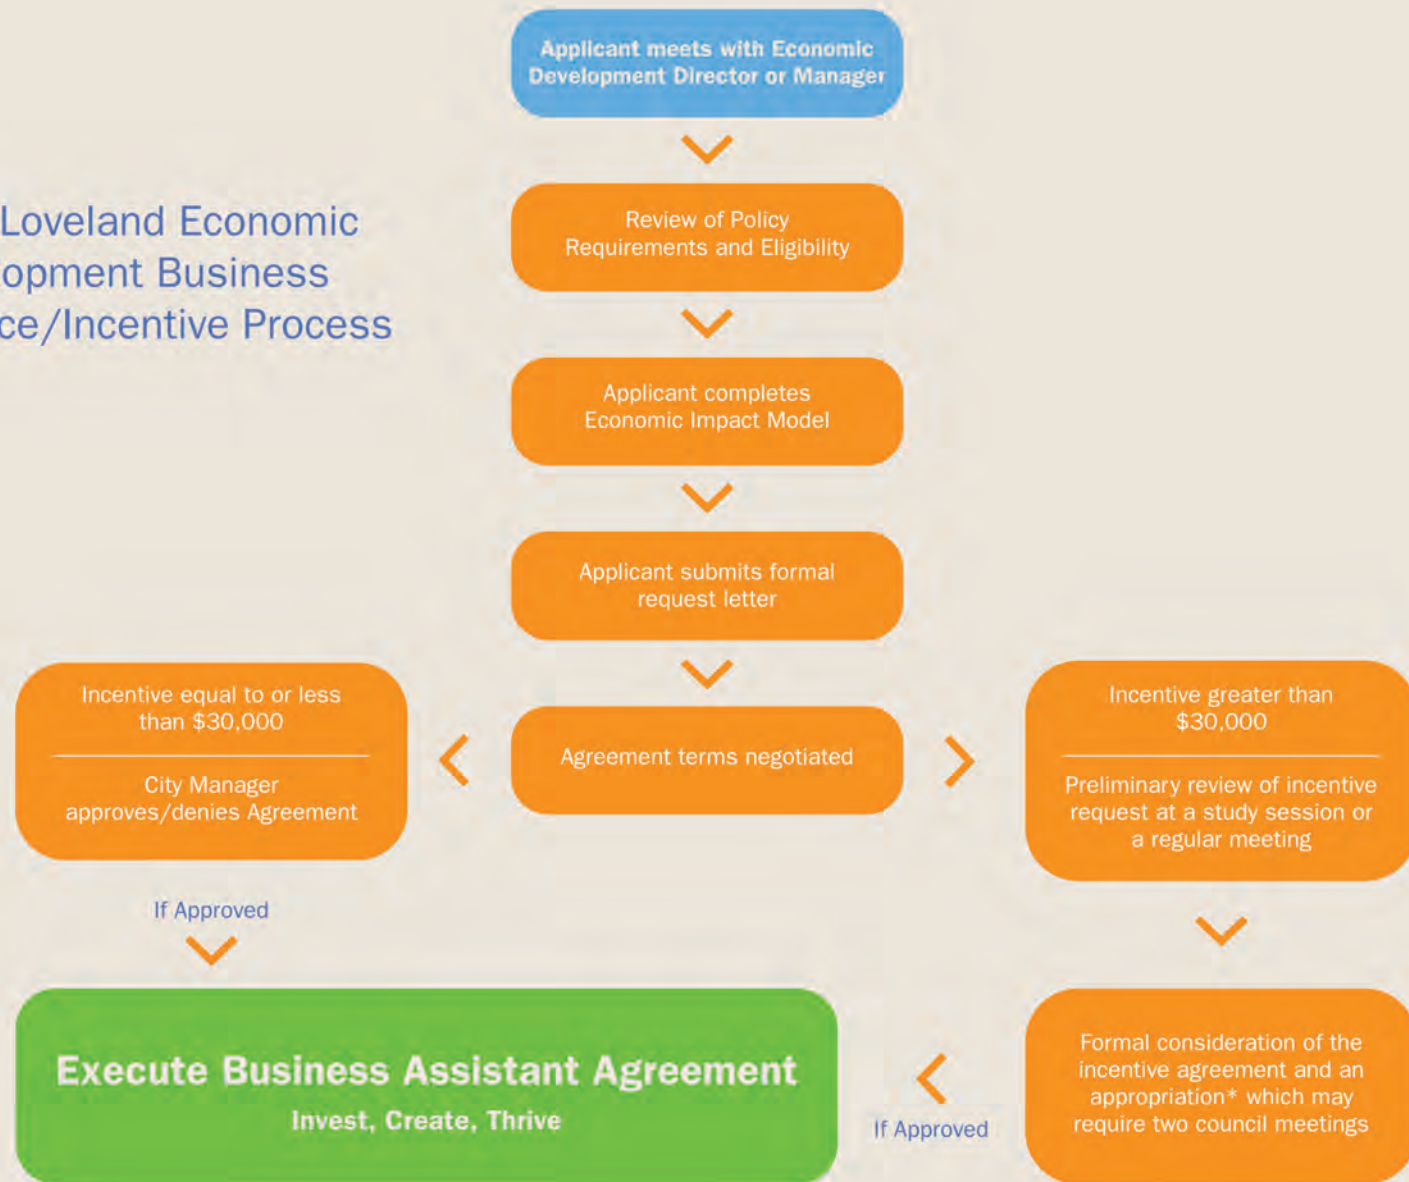 Applicant meets with Economic
Development Director or Manager
Loveland Economic
opment Business
ce/Incentive Process
Review of Policy
Requirements and Eligibility
Applicant completes
Economic Impact Model
Applicant submits formal
request letter
Agreement terms negotiated
Incentive equal to or less
than $30,000
City Manager
approves/denies Agreement
If Approved
Incentive greater than
$30,000
Preliminary review of incentive
request at a study session or
a regular meeting
Formal consideration of the
incentive agreement and an
appropriation* which may
require two council meetings
If Approved
Execute Business Assistant Agreement
Invest, Create, Thrive